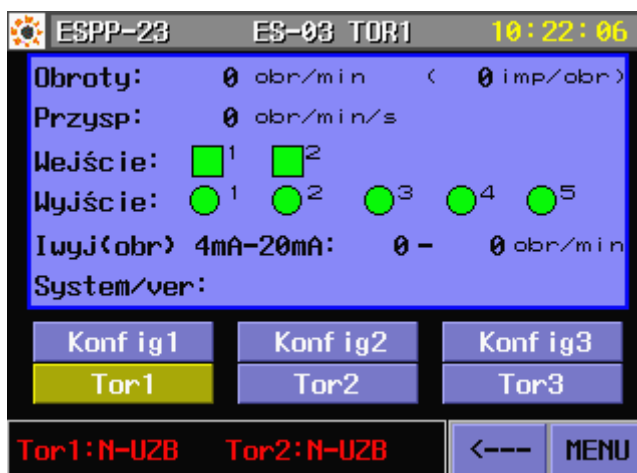 ESPP-23 ES-03 TOR1 10:22:06
Obroty: 0 obr/min ( 0 imp/obr)
Przysp: 0 obr/min/s
Wejście: 1 2
Wyjście: 1 2 3 4 5
Iwyj(obr) 4mA-20mA: 0 - 0 obr/min
System/ver:
Konfig1 Konfig2 Konfig3
Tor1 Tor2 Tor3
Tor1:N-UZB Tor2:N-UZB <--- MENU